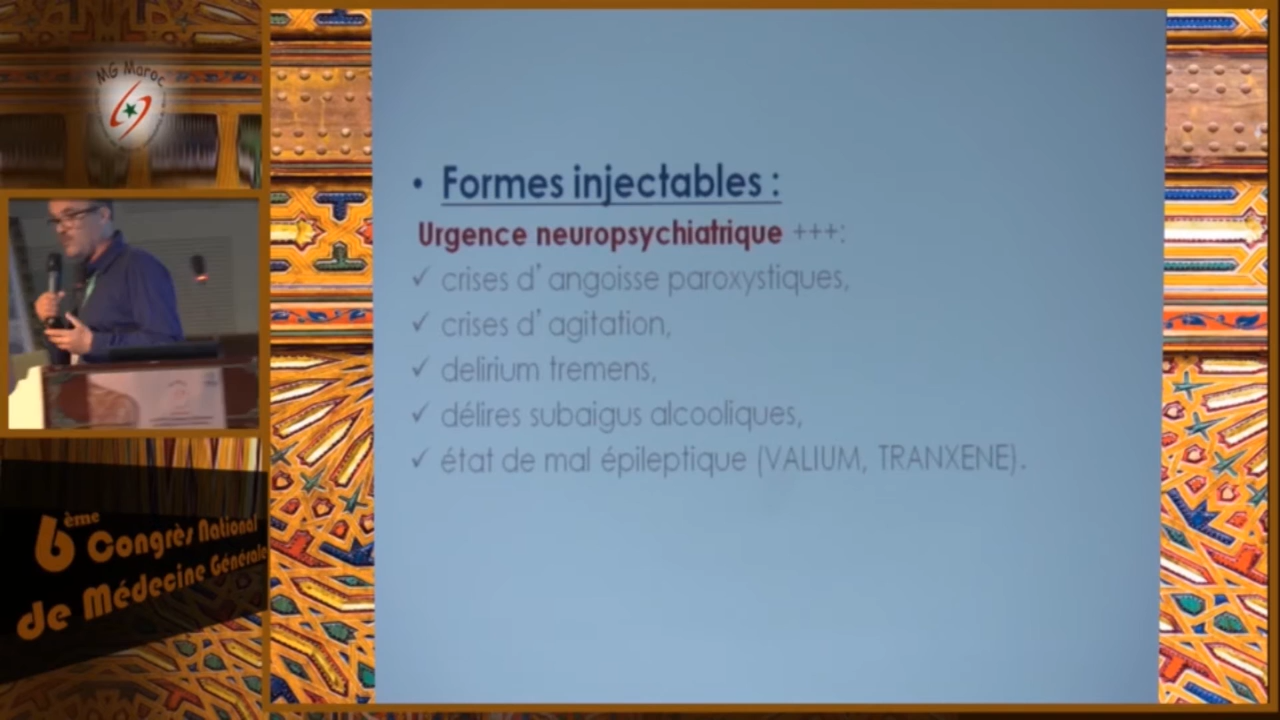 MG Maroc
• Formes injectables :
Urgence neuropsychiatrique +++:
✓ crises d' angoisse paroxystiques,
✓ crises d' agitation,
✓ delirium tremens,
✓ délires subaigus alcooliques,
✓ état de mal épileptique (VALIUM, TRANXENE).
6ème Congrès National
de Médecine Générale